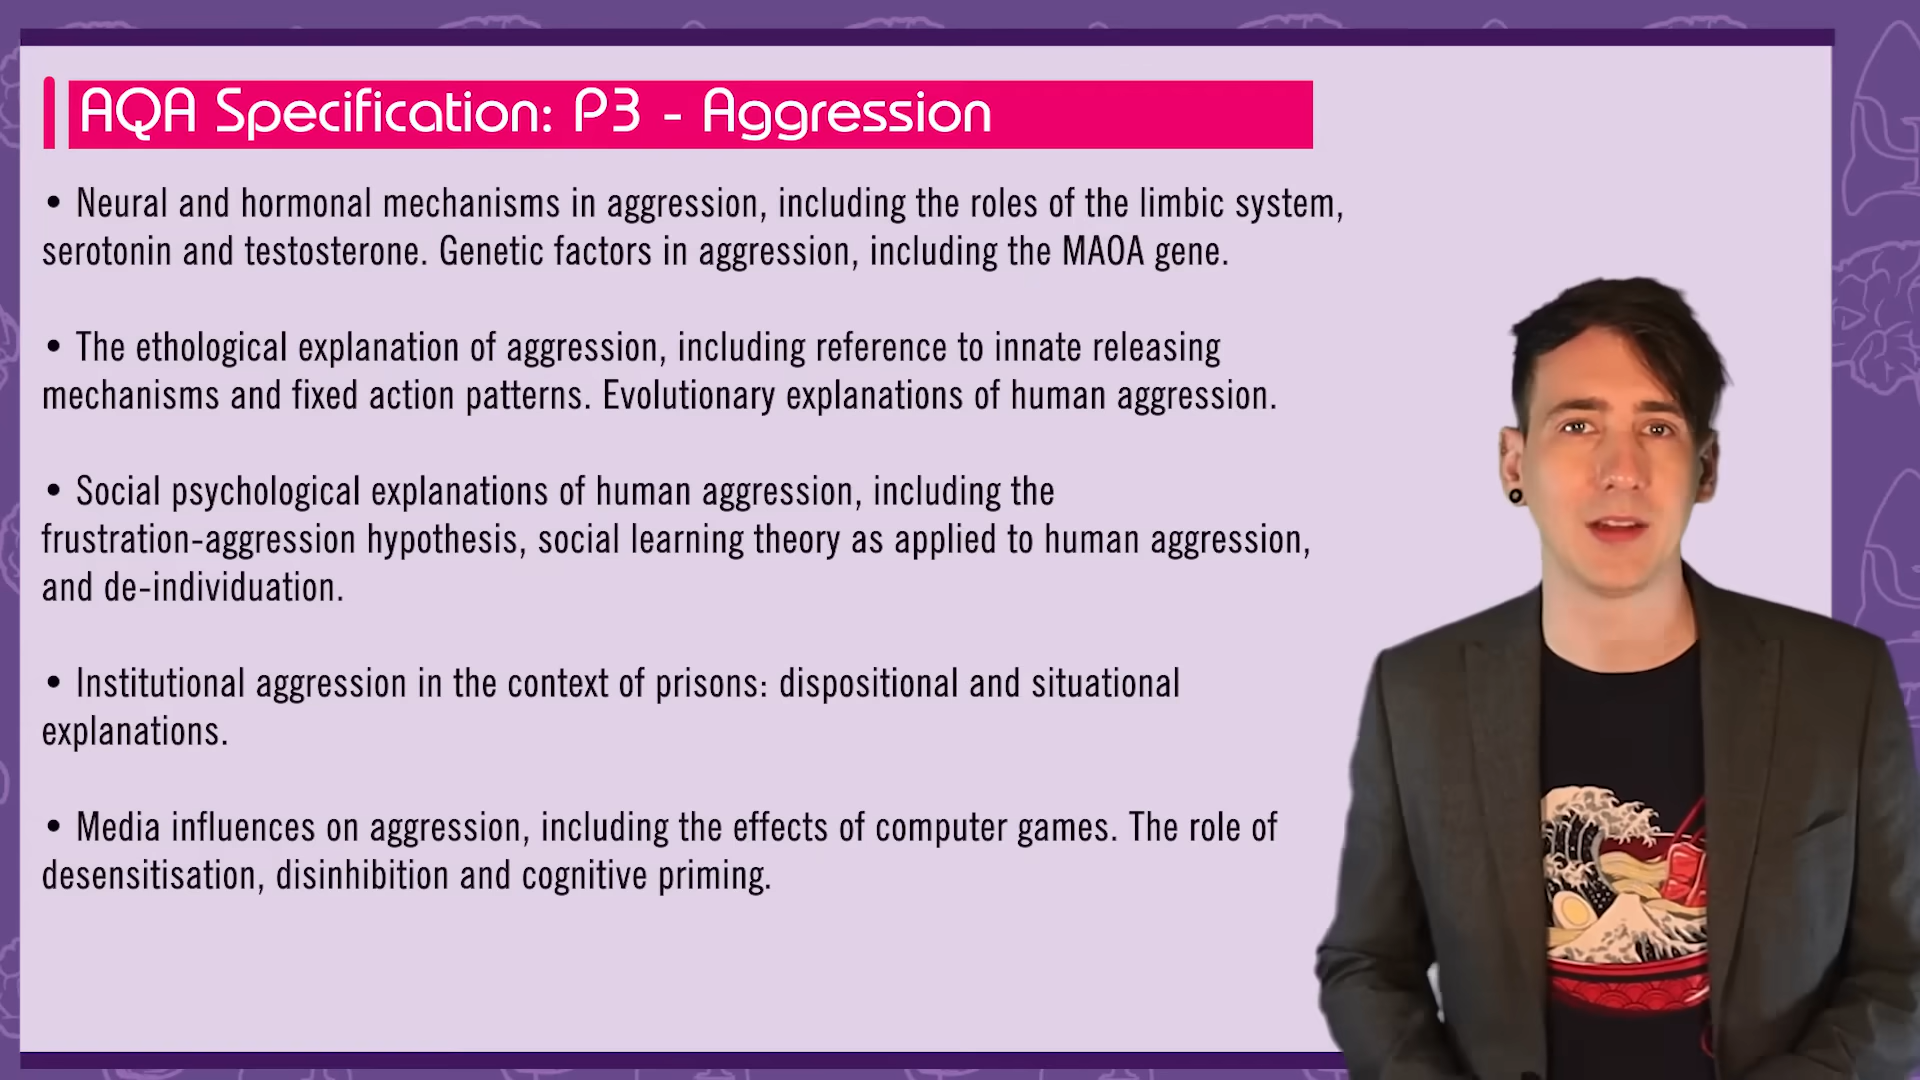 AQA Specification: P3 - Aggression
• Neural and hormonal mechanisms in aggression, including the roles of the limbic system,
serotonin and testosterone. Genetic factors in aggression, including the MAOA gene.
• The ethological explanation of aggression, including reference to innate releasing
mechanisms and fixed action patterns. Evolutionary explanations of human aggression.
• Social psychological explanations of human aggression, including the
frustration-aggression hypothesis, social learning theory as applied to human aggression,
and de-individuation.
• Institutional aggression in the context of prisons: dispositional and situational
explanations.
• Media influences on aggression, including the effects of computer games. The role of
desensitisation, disinhibition and cognitive priming.